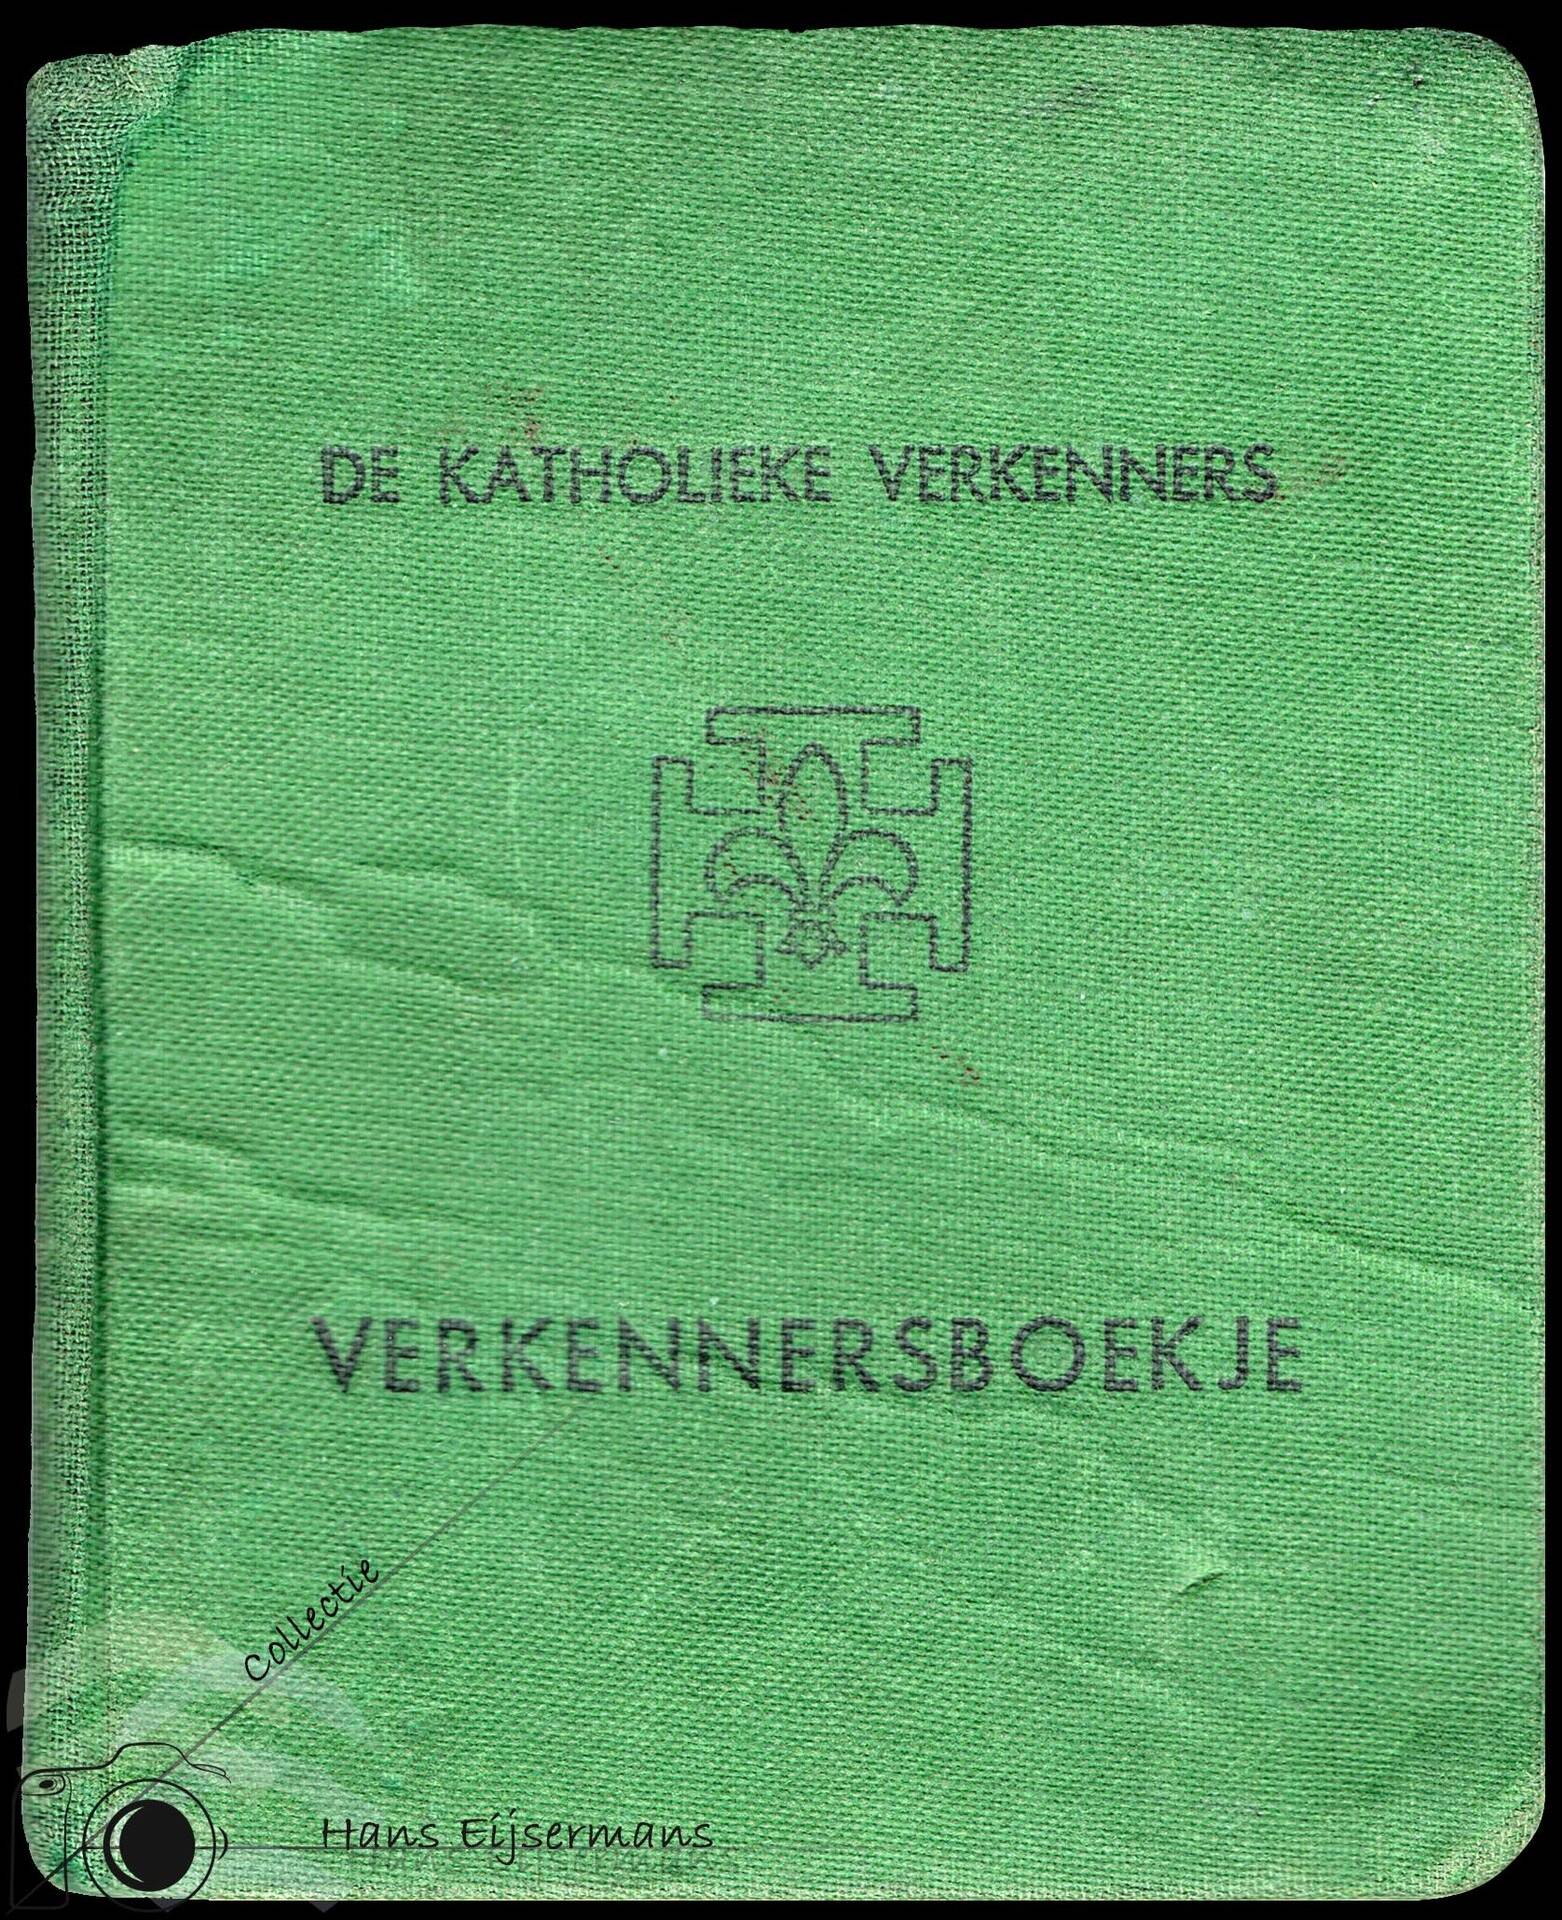 DE KATHOLIEKE VERKENNERS
VERKENNERSBOEKJE
Collectie
Hans Eijsermans